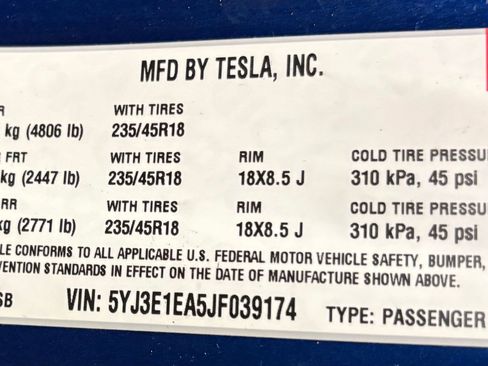 MFD BY TESLA, INC.
R WITH TIRES
kg (4806 lb) 235/45R18
FRT WITH TIRES RIM COLD TIRE PRESSU
kg (2447 lb) 235/45R18 18X8.5 J 310 kPa, 45 psi
RR WITH TIRES RIM COLD TIRE PRESSU
kg (2771 lb) 235/45R18 18X8.5 J 310 kPa, 45 psi
LE CONFORMS TO ALL APPLICABLE U.S. FEDERAL MOTOR VEHICLE SAFETY, BUMPER,
VENTION STANDARDS IN EFFECT ON THE DATE OF MANUFACTURE SHOWN ABOVE.
SB VIN: 5YJ3E1EA5JF039174 TYPE: PASSENGER